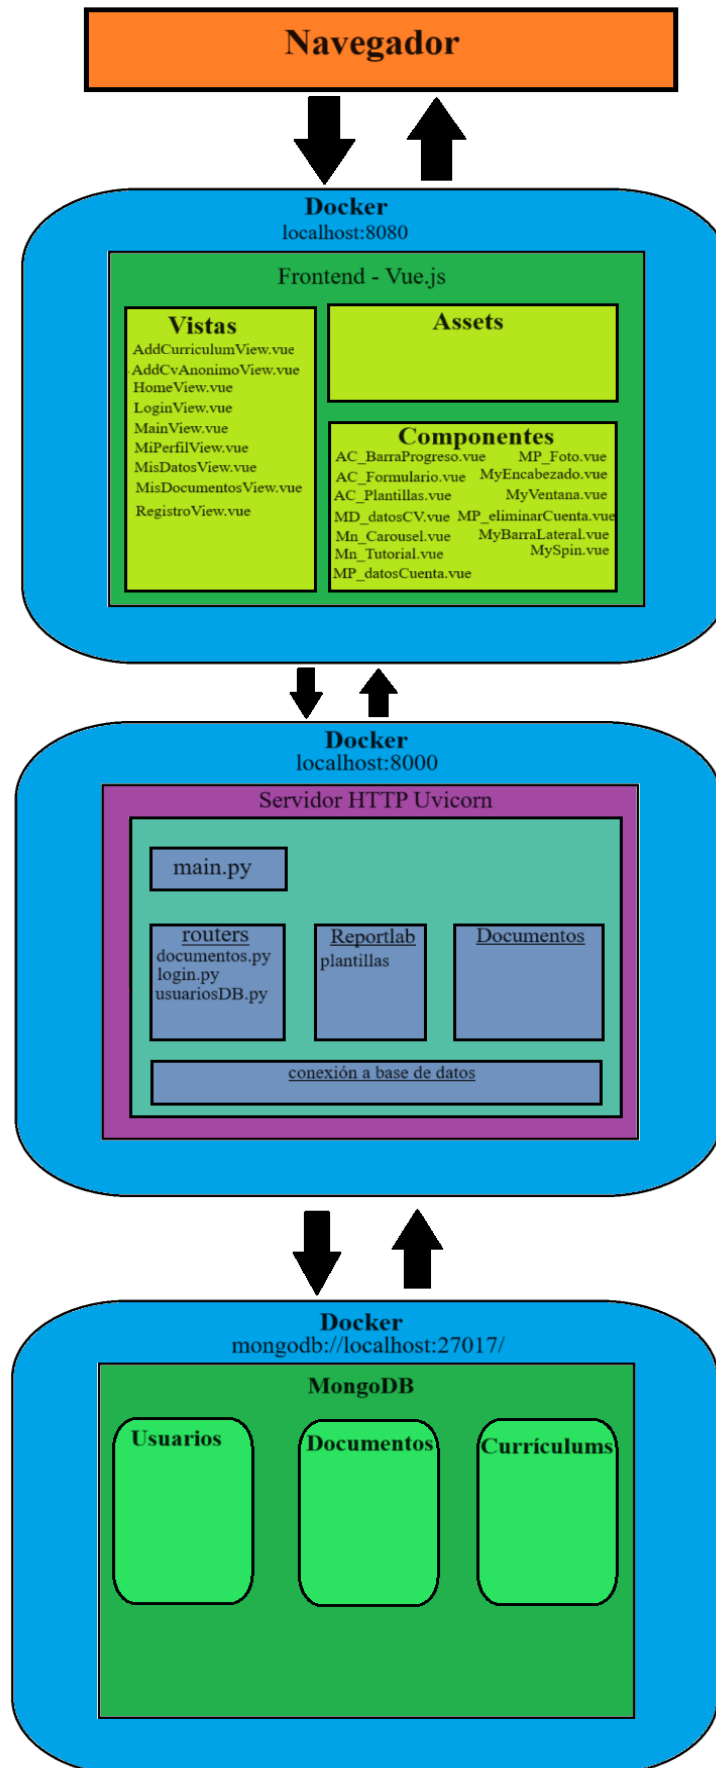 Navegador
Docker
localhost:8080
Frontend - Vue.js
Vistas
AddCurriculumView.vue
AddCvAnonimoView.vue
HomeView.vue
LoginView.vue
MainView.vue
MiPerfilView.vue
MisDatosView.vue
MisDocumentosView.vue
RegistroView.vue
Assets
Componentes
AC_BarraProgreso.vue
AC_Formulario.vue
AC_Plantillas.vue
MD_datosCV.vue
Mn_Carousel.vue
Mn_Tutorial.vue
MP_datosCuenta.vue
MP_Foto.vue
MyEncabezado.vue
MyVentana.vue
MP_eliminarCuenta.vue
MyBarraLateral.vue
MySpin.vue
Docker
localhost:8000
Servidor HTTP Uvicorn
main.py
routers
documentos.py
login.py
usuariosDB.py
Reportlab
plantillas
Documentos
conexión a base de datos
Docker
mongodb://localhost:27017/
MongoDB
Usuarios
Documentos
Currículums